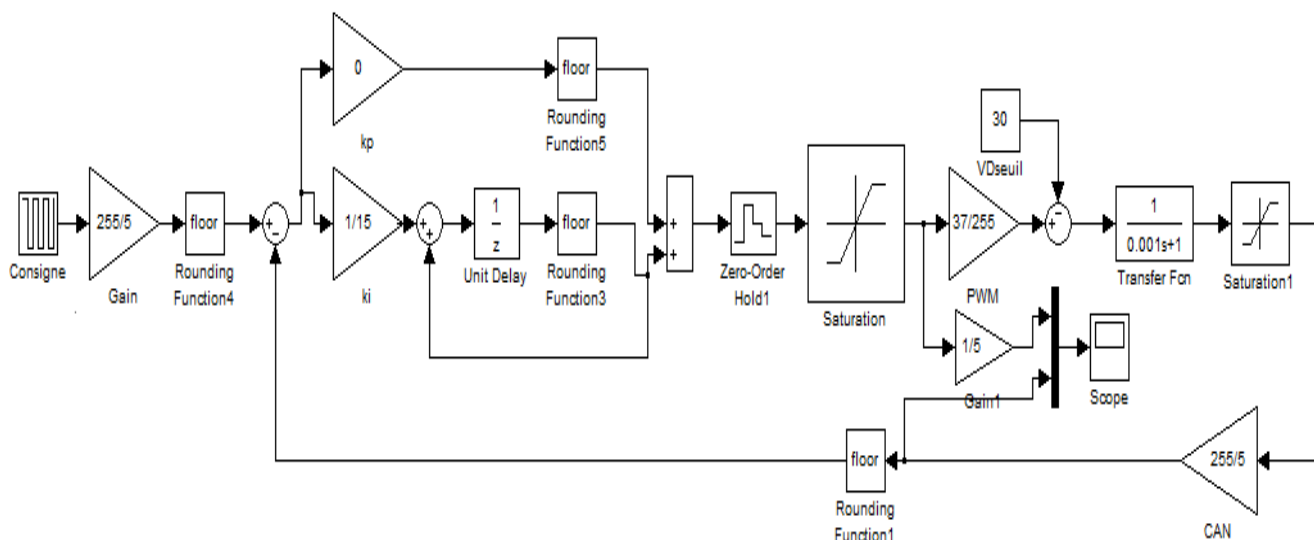 0
kp
floor
Rounding
Function5
30
VDseuil
Consigne
255/5
Gain
floor
Rounding
Function4
+
-
1/15
ki
+
+
1
z
Unit Delay
floor
Rounding
Function3
+
+
Zero-Order
Hold1
Saturation
37/255
PWM
-
+
1
0.001s+1
Transfer Fcn
Saturation1
1/5
Gain1
Scope
floor
Rounding
Function1
255/5
CAN